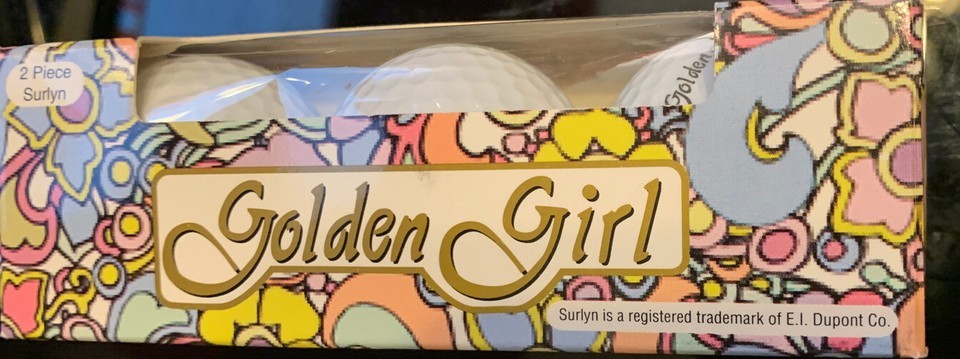 2 Piece
Surlyn
Golden
Golden Girl
Surlyn is a registered trademark of E.I. Dupont Co.